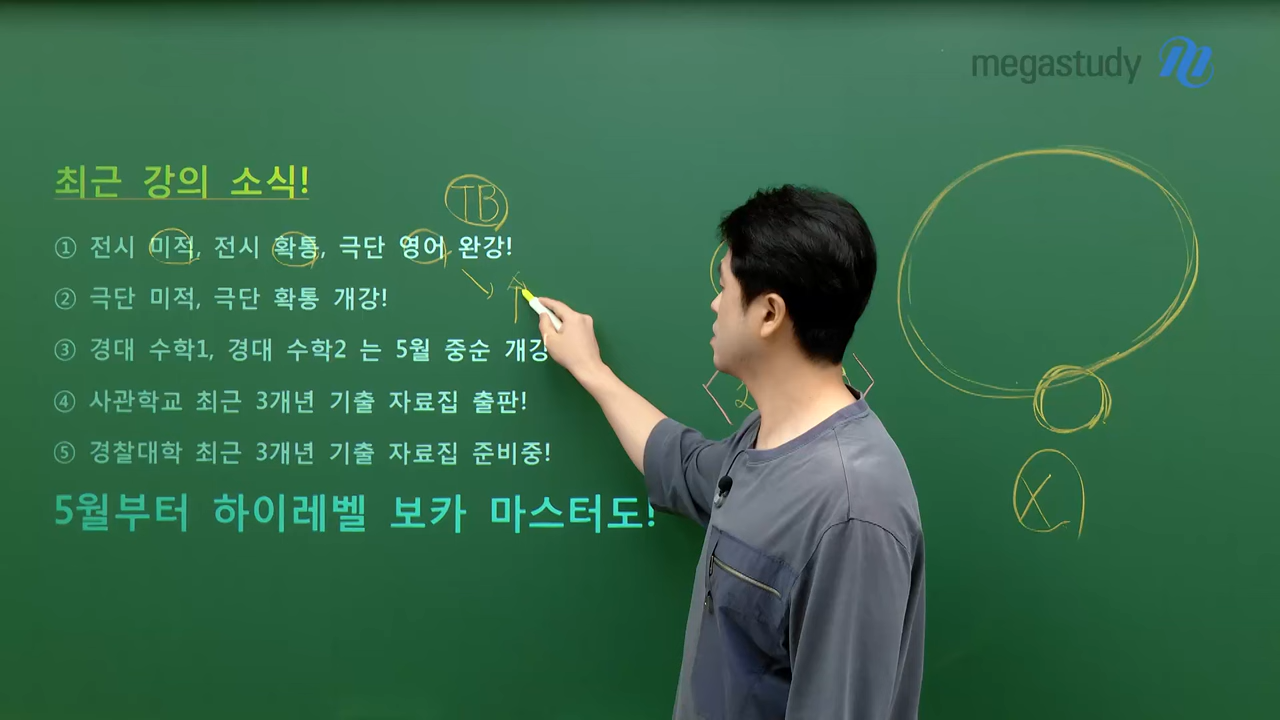 megastudy
최근 강의 소식!
TB
① 전시 미적, 전시 확통, 극단 영어 완강!
② 극단 미적, 극단 확통 개강!
③ 경대 수학1, 경대 수학2 는 5월 중순 개강
④ 사관학교 최근 3개년 기출 자료집 출판!
⑤ 경찰대학 최근 3개년 기출 자료집 준비중!
X
5월부터 하이레벨 보카 마스터도!